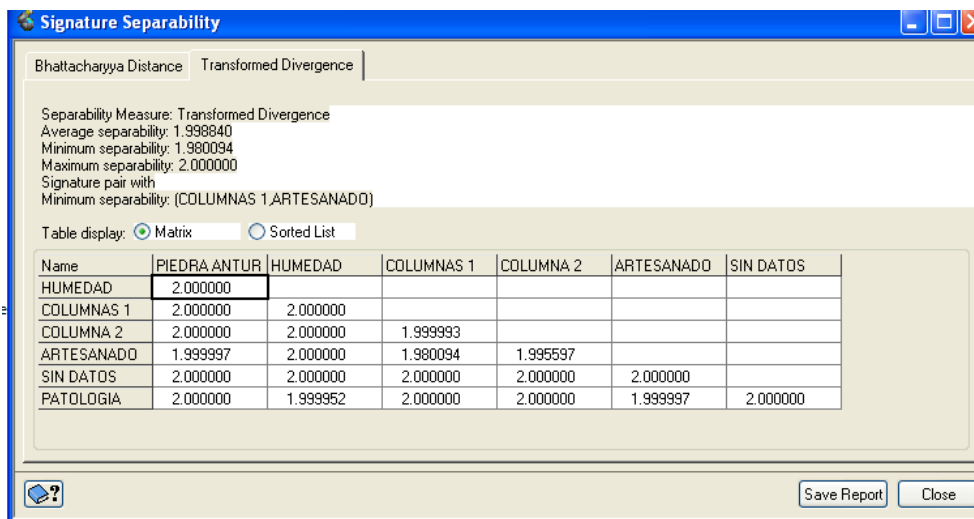 Signature Separability
Bhattacharyya Distance Transformed Divergence
Separability Measure: Transformed Divergence
Average separability: 1.998840
Minimum separability: 1.980094
Maximum separability: 2.000000
Signature pair with
Minimum separability: (COLUMNAS 1,ARTESANADO)
Table display: Matrix Sorted List
Name PIEDRA ANTUR HUMEDAD COLUMNAS 1 COLUMNA 2 ARTESANADO SIN DATOS
HUMEDAD 2.000000
COLUMNAS 1 2.000000 2.000000
COLUMNA 2 2.000000 2.000000 1.999993
ARTESANADO 1.999997 2.000000 1.980094 1.995597
SIN DATOS 2.000000 2.000000 2.000000 2.000000 2.000000
PATOLOGIA 2.000000 1.999952 2.000000 2.000000 1.999997 2.000000
? Save Report Close